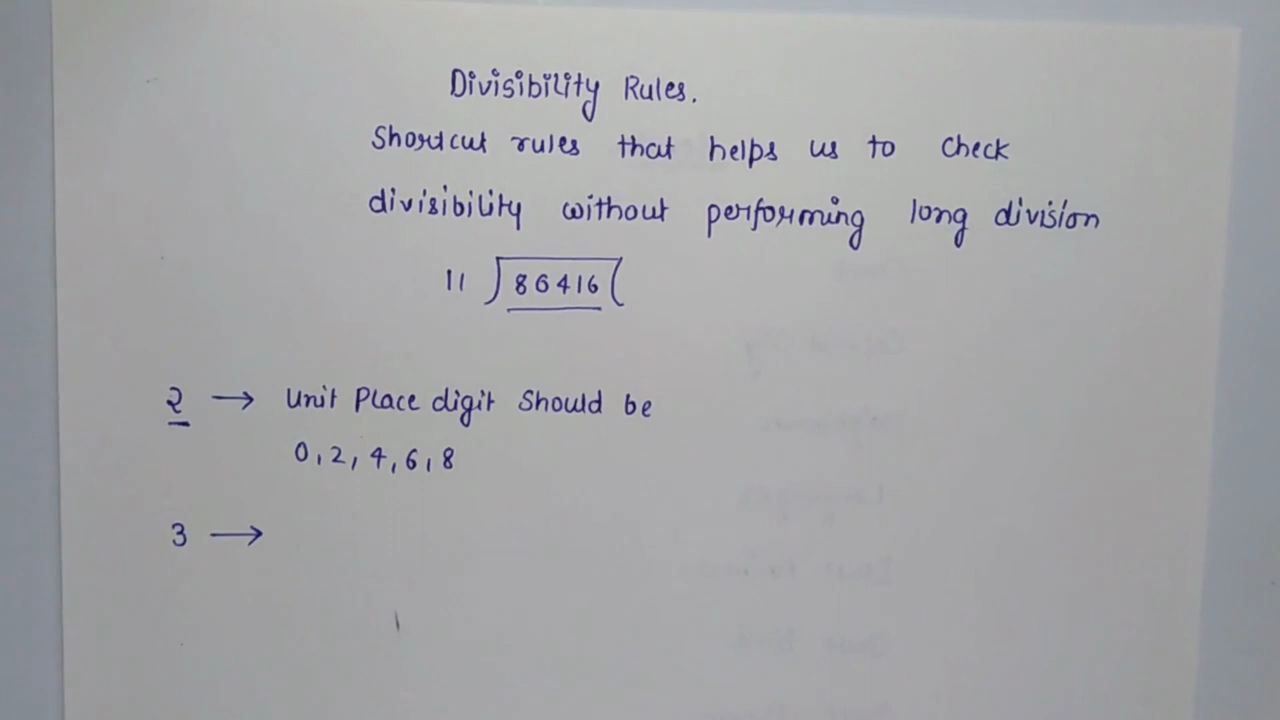 Divisibility Rules.
Shortcut rules that helps us to check
divisibility without performing long division
11 ) 86416 (
2 → Unit Place digit Should be
0, 2, 4, 6, 8
3 →